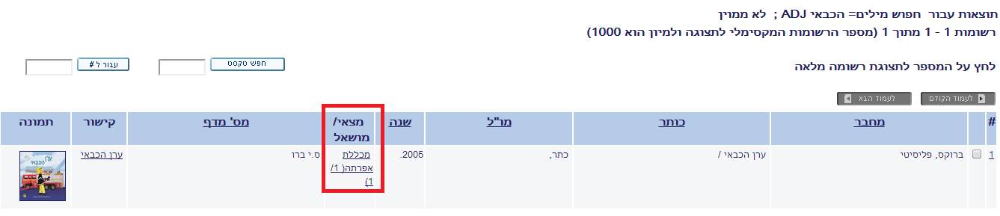 תוצאות עבור חפוש מילים= הכבאי ADJ ; לא ממוין
רשומות 1 - 1 מתוך 1 (מספר הרשומות המקסימלי לתצוגה ולמיון הוא 1000)
לחץ על המספר לתצוגת רשומה מלאה
חפש טקסט
עבור ל #
לעמוד הקודם
לעמוד הבא
# מחבר כותר מו"ל שנה מס' מדף מצאי/ מושאל קישור תמונה
1 ברוקס, פליסיטי ערן הכבאי / כתר, 2005. ס.י ברו מכללת אפרתה( 1/ 1) ערן הכבאי
ערן הכבאי